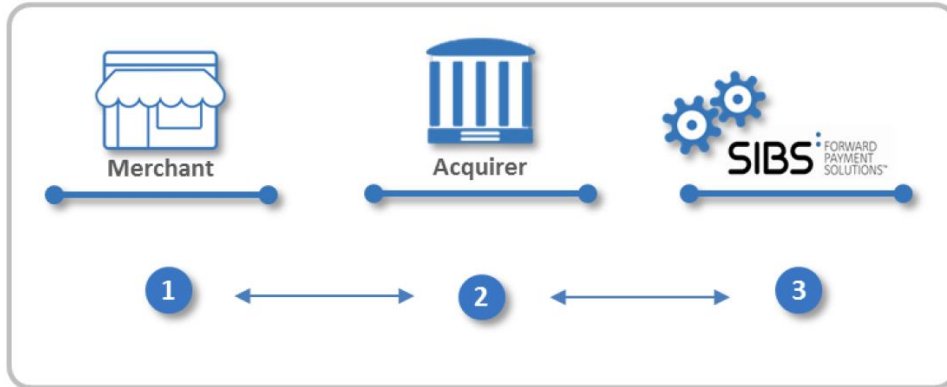 Merchant
Acquirer
SIBS
FORWARD
PAYMENT
SOLUTIONS™
1
2
3